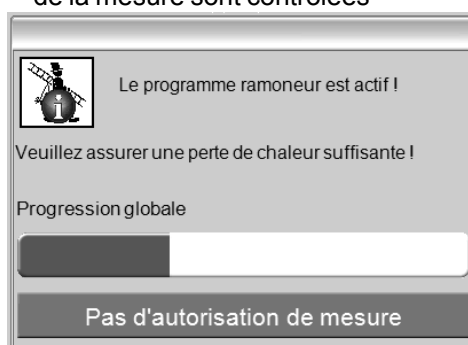 de la mesure sont contrôlées
Le programme ramoneur est actif !
Veuillez assurer une perte de chaleur suffisante !
Progression globale
Pas d'autorisation de mesure